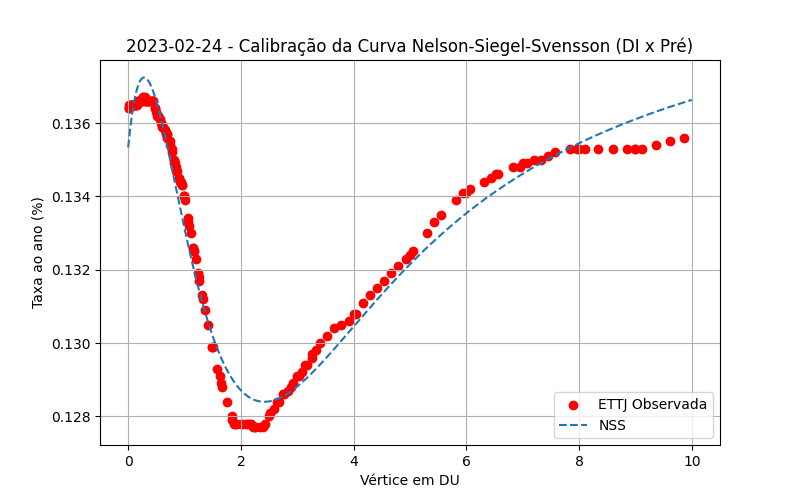 2023-02-24 - Calibração da Curva Nelson-Siegel-Svensson (DI x Pré)
Taxa ao ano (%)
0.136
0.134
0.132
0.130
0.128
ETTJ Observada
NSS
0 2 4 6 8 10
Vértice em DU